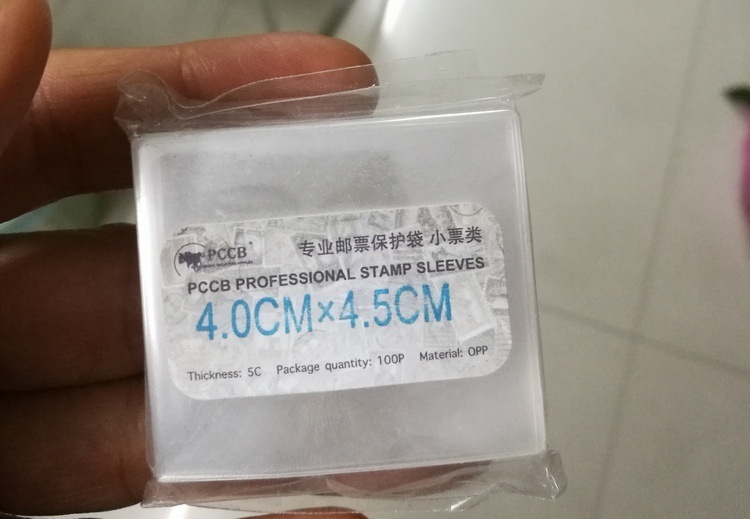 PCCB®
专业邮票保护袋 小票类
PCCB PROFESSIONAL STAMP SLEEVES
4.0CM×4.5CM
Thickness: 5C Package quantity: 100P Material: OPP